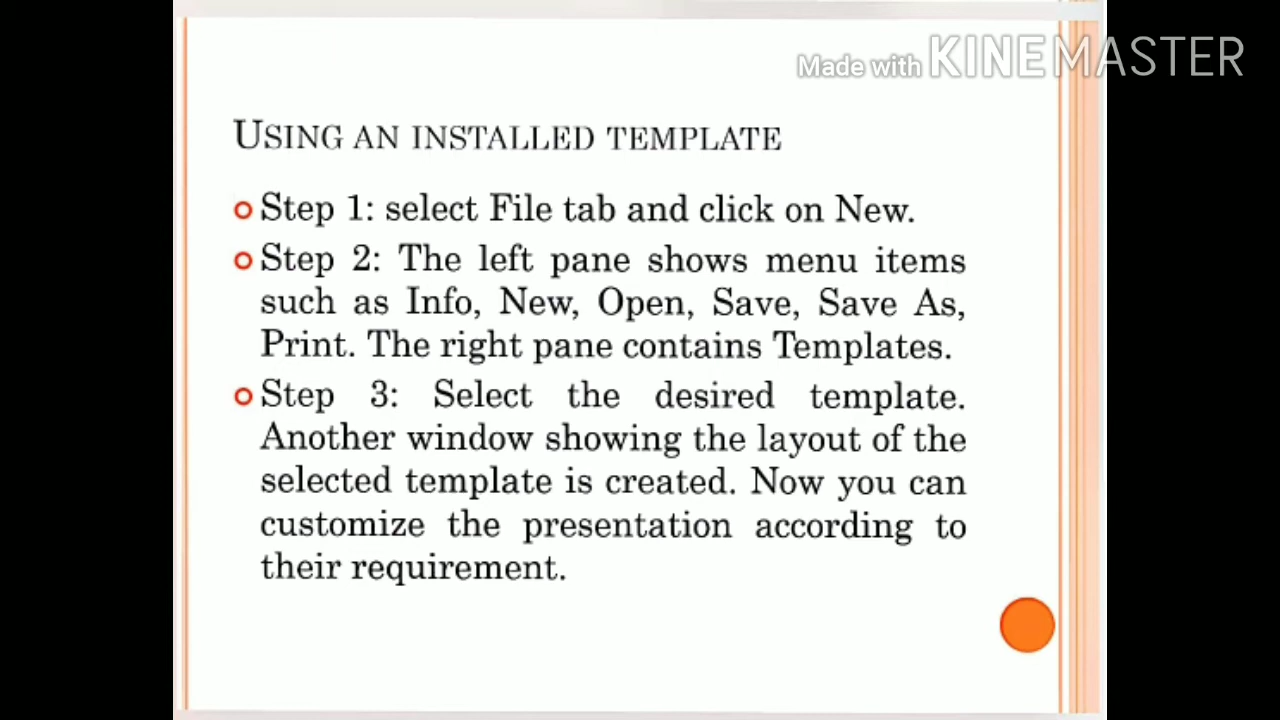 Made with KINEMASTER
USING AN INSTALLED TEMPLATE
Step 1: select File tab and click on New.
Step 2: The left pane shows menu items
such as Info, New, Open, Save, Save As,
Print. The right pane contains Templates.
Step 3: Select the desired template.
Another window showing the layout of the
selected template is created. Now you can
customize the presentation according to
their requirement.